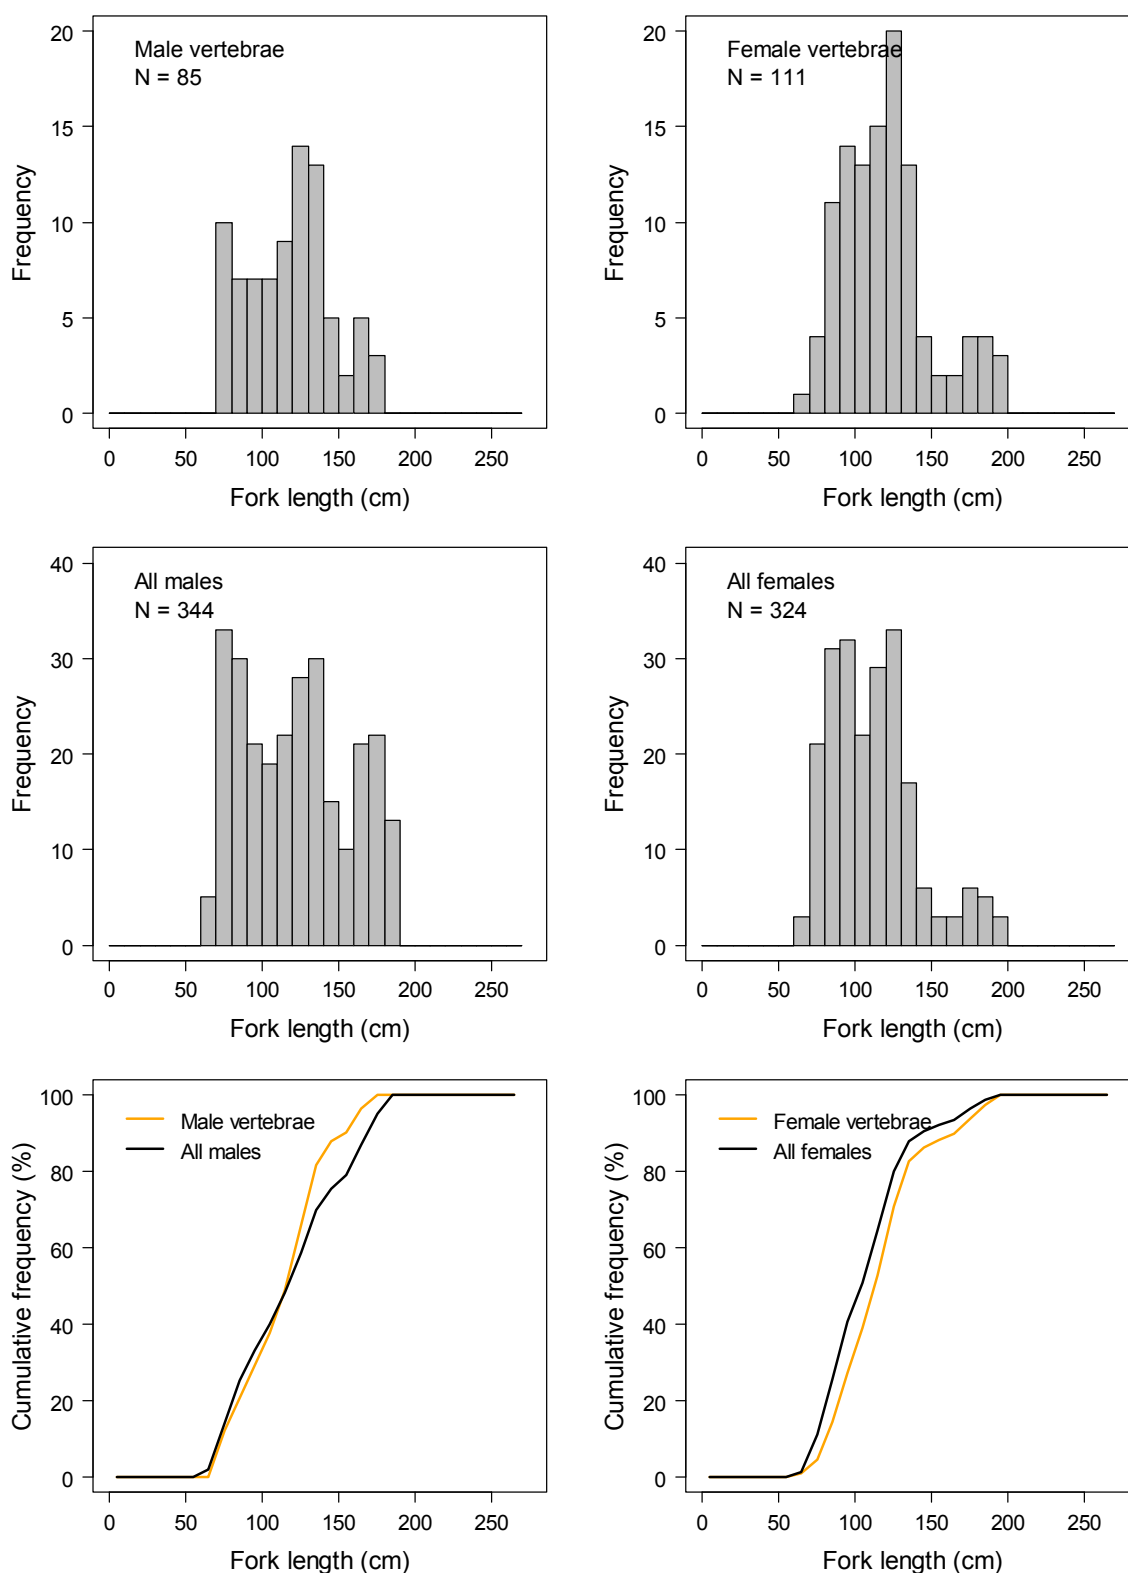 Male vertebrae
N = 85
20
15
10
5
0
Frequency
0 50 100 150 200 250
Fork length (cm)
Female vertebrae
N = 111
20
15
10
5
0
Frequency
0 50 100 150 200 250
Fork length (cm)
All males
N = 344
40
30
20
10
0
Frequency
0 50 100 150 200 250
Fork length (cm)
All females
N = 324
40
30
20
10
0
Frequency
0 50 100 150 200 250
Fork length (cm)
Male vertebrae
All males
100
80
60
40
20
0
Cumulative frequency (%)
0 50 100 150 200 250
Fork length (cm)
Female vertebrae
All females
100
80
60
40
20
0
Cumulative frequency (%)
0 50 100 150 200 250
Fork length (cm)